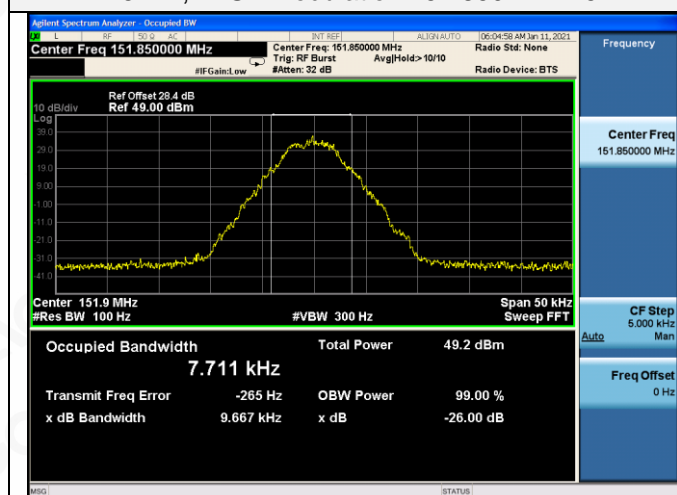 Agilent Spectrum Analyzer - Occupied BW
LXI L RF 50 Ω AC INT REF ALIGN AUTO 06:04:58 AM Jan 11, 2021
Center Freq 151.850000 MHz Center Freq: 151.850000 MHz Radio Std: None Frequency
Trig: RF Burst Avg|Hold:> 10/10
#IFGain:Low #Atten: 32 dB Radio Device: BTS
Ref Offset 28.4 dB
10 dB/div Ref 49.00 dBm
Log
39.0
29.0
19.0
9.00
-1.00
-11.0
-21.0
-31.0
-41.0
Center Freq
151.850000 MHz
Center 151.9 MHz Span 50 kHz
#Res BW 100 Hz #VBW 300 Hz Sweep FFT
CF Step
5.000 kHz
Auto Man
Occupied Bandwidth Total Power 49.2 dBm
7.711 kHz
Transmit Freq Error -265 Hz OBW Power 99.00 %
x dB Bandwidth 9.667 kHz x dB -26.00 dB
Freq Offset
0 Hz
MSG STATUS